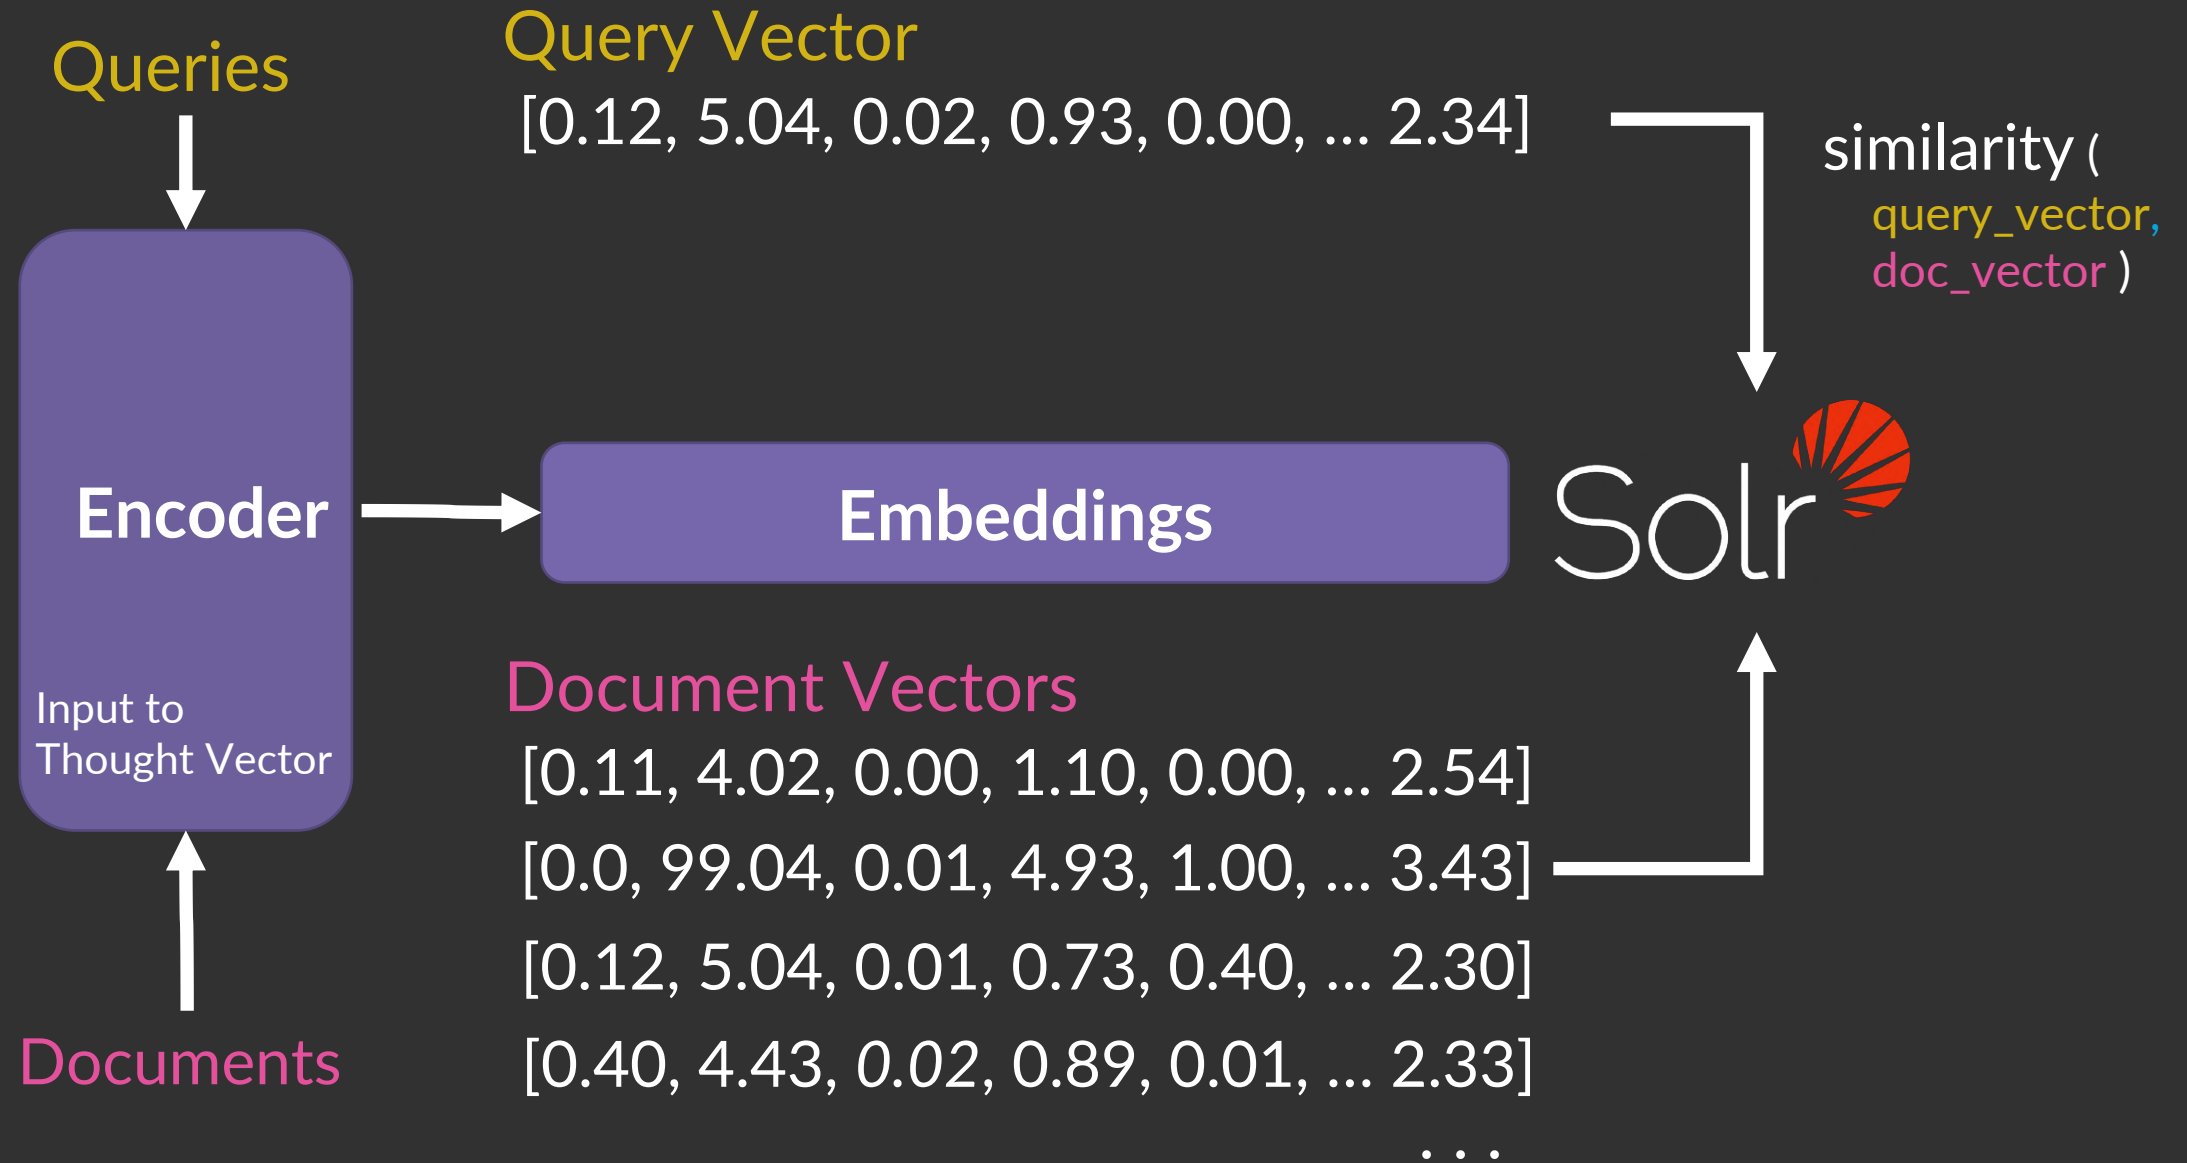 Queries
Query Vector
[0.12, 5.04, 0.02, 0.93, 0.00, ... 2.34]
similarity (
query_vector,
doc_vector )
Encoder
Input to
Thought Vector
Embeddings
Solr
Document Vectors
[0.11, 4.02, 0.00, 1.10, 0.00, ... 2.54]
[0.0, 99.04, 0.01, 4.93, 1.00, ... 3.43]
[0.12, 5.04, 0.01, 0.73, 0.40, ... 2.30]
[0.40, 4.43, 0.02, 0.89, 0.01, ... 2.33]
. . .
Documents